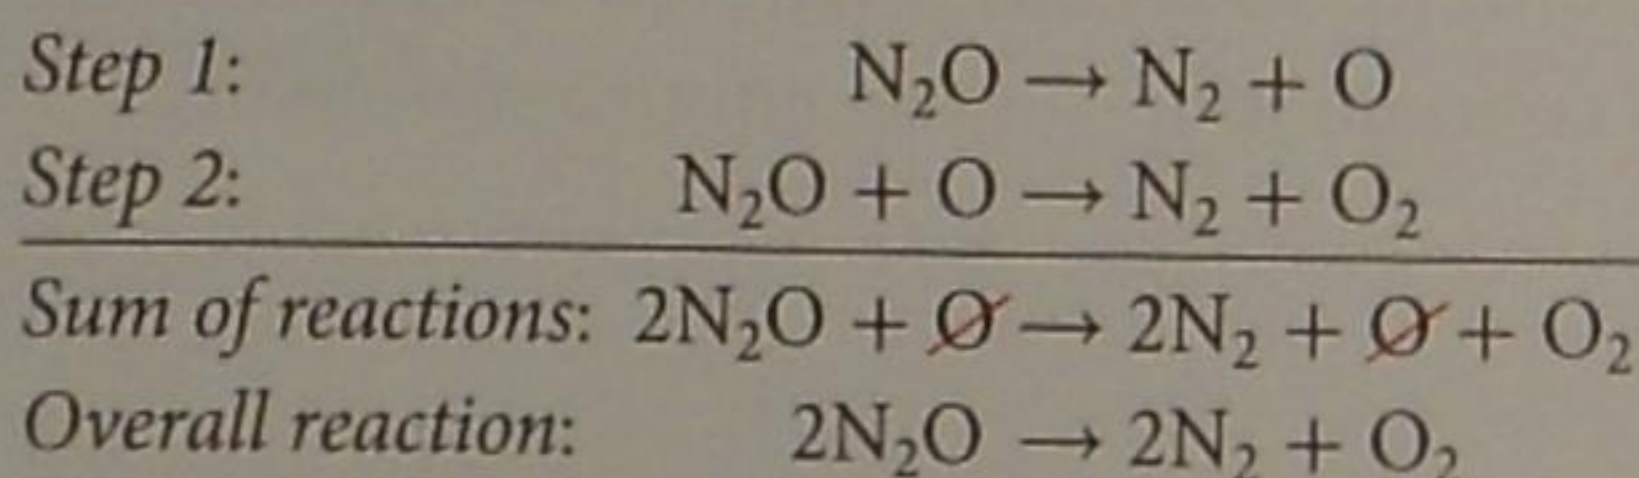 Step 1: N₂O → N₂ + O
Step 2: N₂O + O → N₂ + O₂
Sum of reactions: 2N₂O + O → 2N₂ + O + O₂
Overall reaction: 2N₂O → 2N₂ + O₂